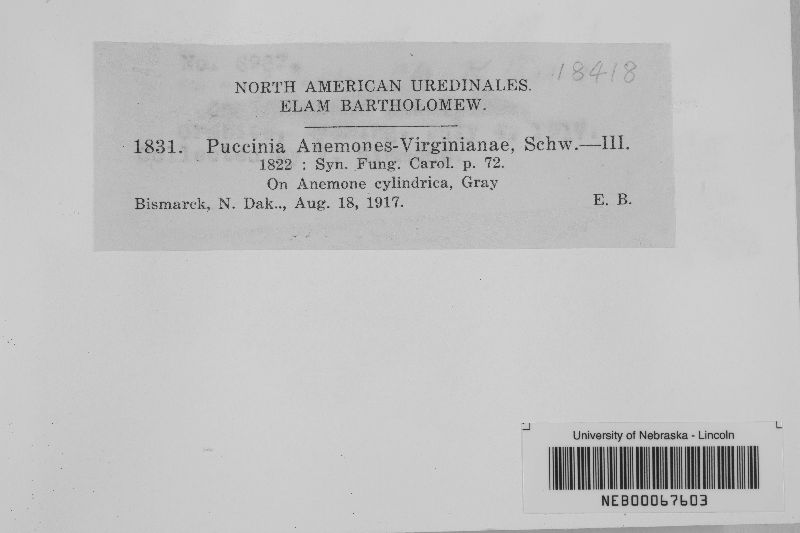 18418
NORTH AMERICAN UREDINALES.
ELAM BARTHOLOMEW.
1831. Puccinia Anemones-Virginianae, Schw.—III.
1822 : Syn. Fung. Carol. p. 72.
On Anemone cylindrica, Gray
Bismarck, N. Dak.., Aug. 18, 1917. E. B.
University of Nebraska - Lincoln
NEB00067603